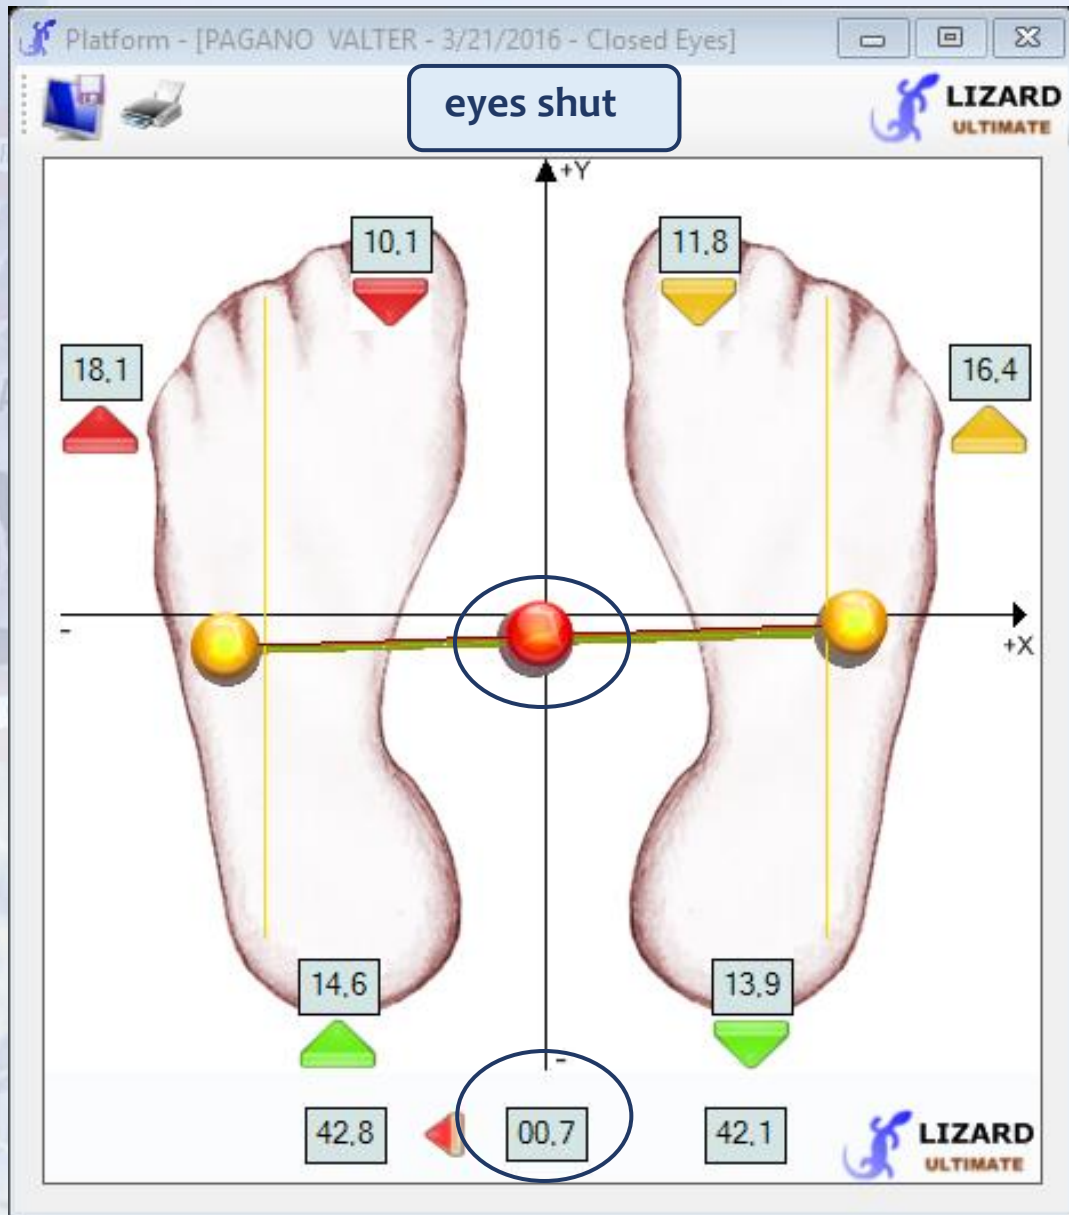 Platform - [PAGANO VALTER - 3/21/2016 - Closed Eyes]
eyes shut
LIZARD
ULTIMATE
+Y
10,1
11,8
18,1
16,4
-
+X
14,6
13,9
-
42,8
00,7
42,1
LIZARD
ULTIMATE